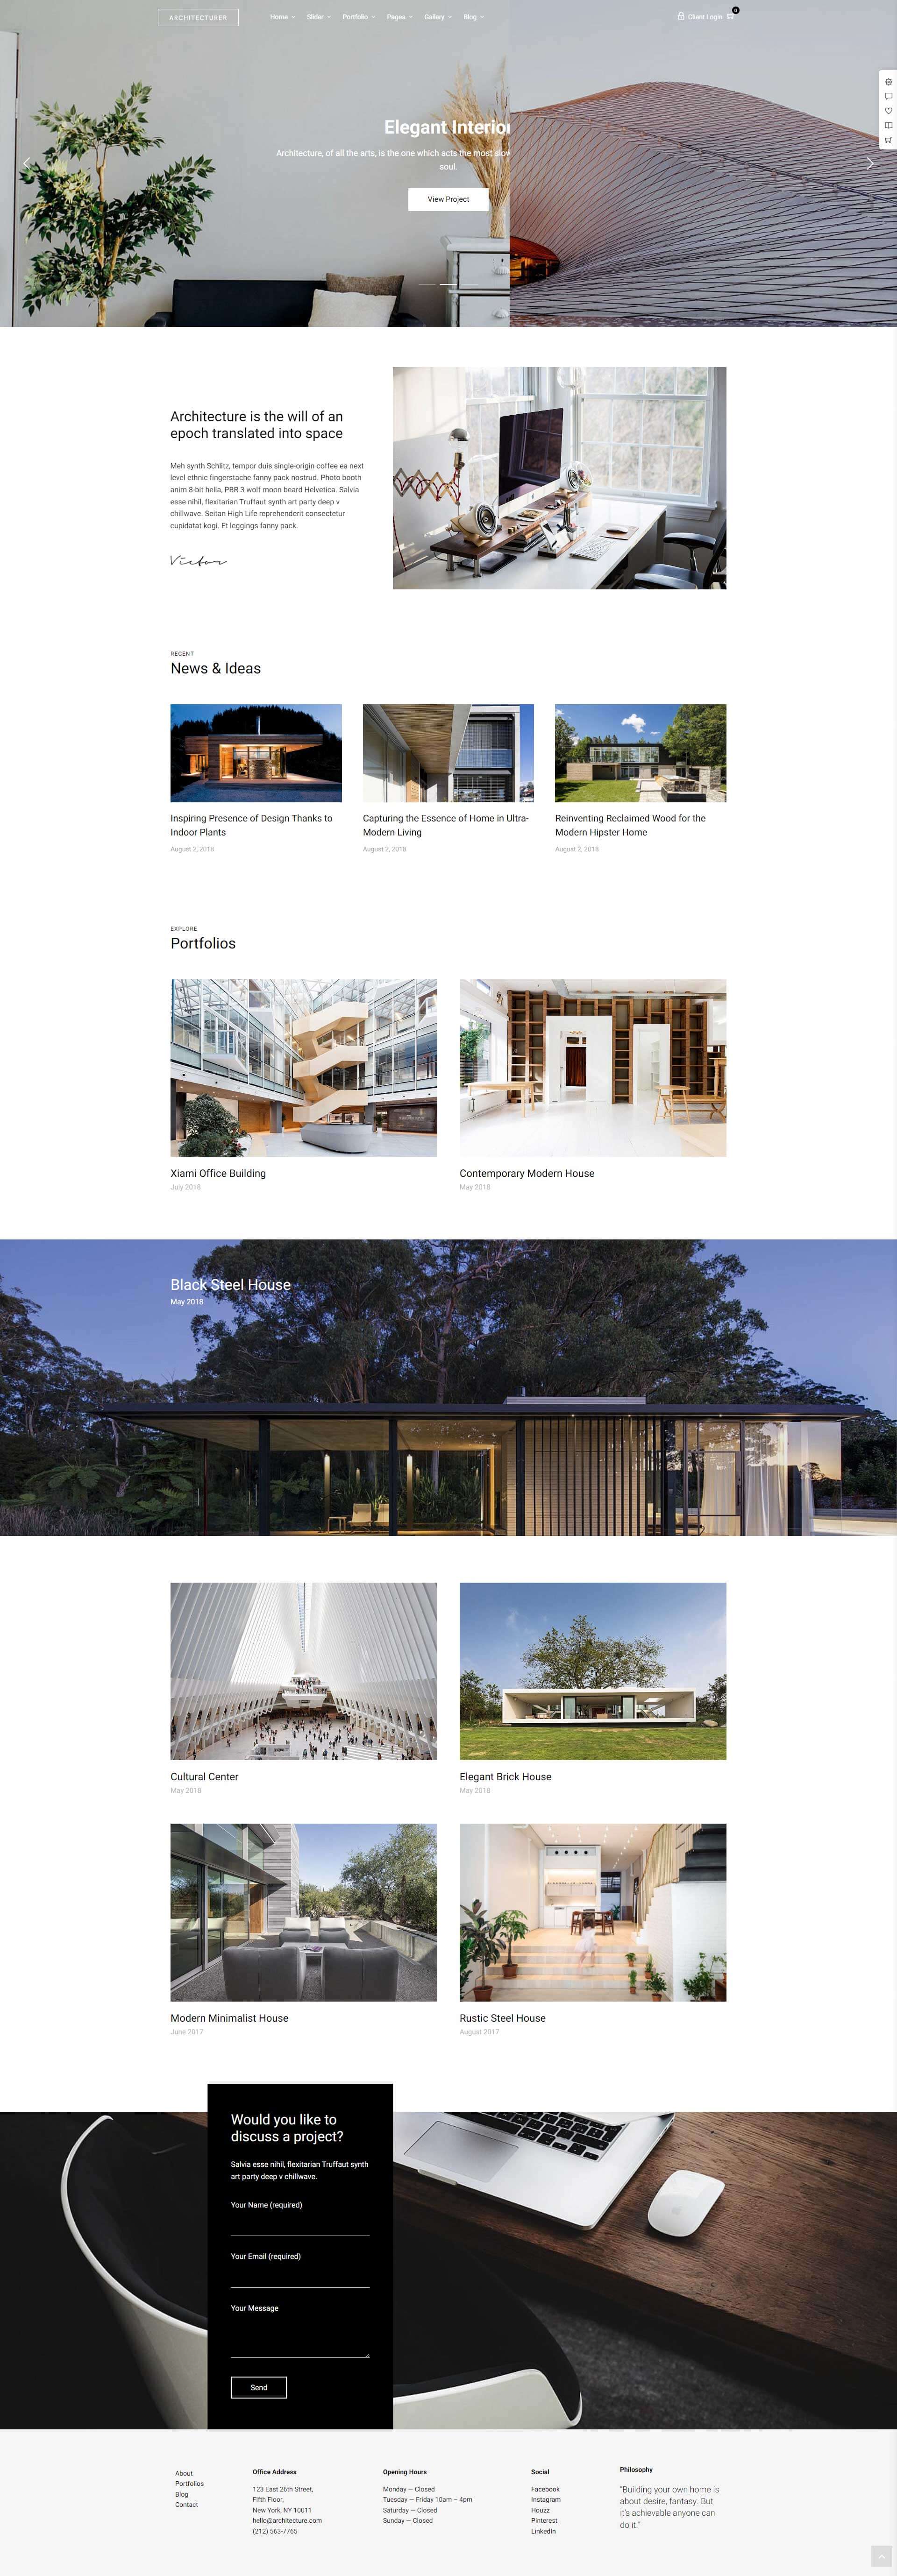 ARCHITECTURER
Home Slider Portfolio Pages Gallery Blog
Client Login
0
Elegant Interior
Architecture, of all the arts, is the one which acts the most slow
soul.
View Project
Architecture is the will of an
epoch translated into space
Meh synth Schlitz, tempor duis single-origin coffee ea next
level ethnic fingerstache fanny pack nostrud. Photo booth
anim 8-bit hella, PBR 3 wolf moon beard Helvetica. Salvia
esse nihil, flexitarian Truffaut synth art party deep v
chillwave. Seitan High Life reprehenderit consectetur
cupidatat kogi. Et leggings fanny pack.
Victor
RECENT
News & Ideas
Inspiring Presence of Design Thanks to
Indoor Plants
August 2, 2018
Capturing the Essence of Home in Ultra-
Modern Living
August 2, 2018
Reinventing Reclaimed Wood for the
Modern Hipster Home
August 2, 2018
EXPLORE
Portfolios
Xiami Office Building
July 2018
Contemporary Modern House
May 2018
Black Steel House
May 2018
Cultural Center
May 2018
Elegant Brick House
May 2018
Modern Minimalist House
June 2017
Rustic Steel House
August 2017
Would you like to
discuss a project?
Salvia esse nihil, flexitarian Truffaut synth
art party deep v chillwave.
Your Name (required)
Your Email (required)
Your Message
Send
About
Portfolios
Blog
Contact
Office Address
123 East 26th Street,
Fifth Floor,
New York, NY 10011
hello@architecture.com
(212) 563-7765
Opening Hours
Monday — Closed
Tuesday — Friday 10am – 4pm
Saturday — Closed
Sunday — Closed
Social
Facebook
Instagram
Houzz
Pinterest
LinkedIn
Philosophy
"Building your own home is
about desire, fantasy. But
it's achievable anyone can
do it."